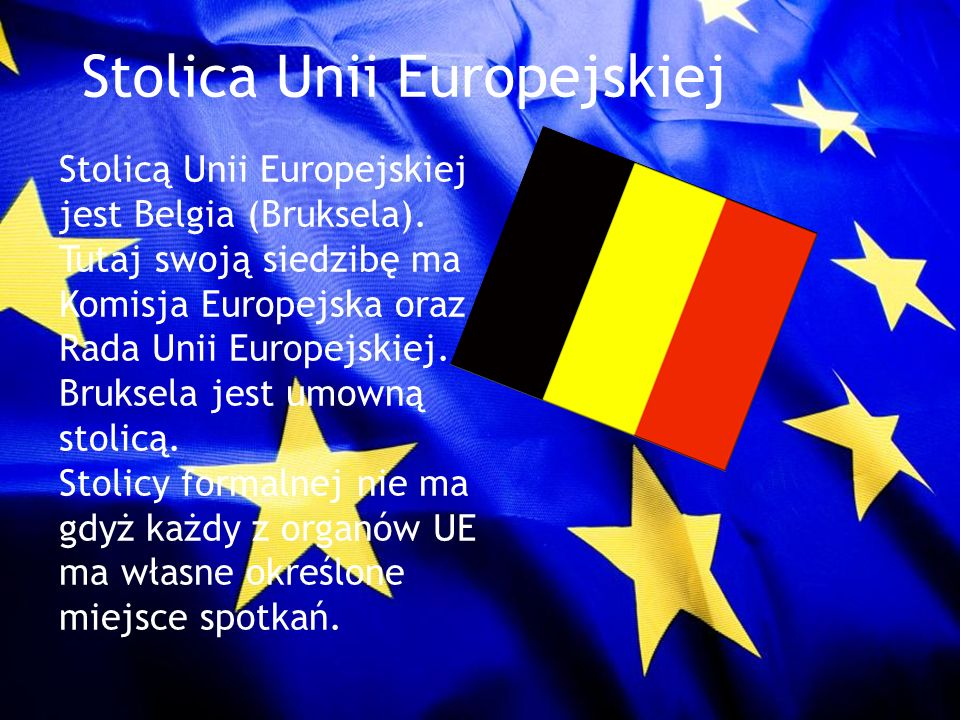 Stolica Unii Europejskiej
Stolicą Unii Europejskiej
jest Belgia (Bruksela).
Tutaj swoją siedzibę ma
Komisja Europejska oraz
Rada Unii Europejskiej.
Bruksela jest umowną
stolicą.
Stolicy formalnej nie ma
gdyż każdy z organów UE
ma własne określone
miejsce spotkań.